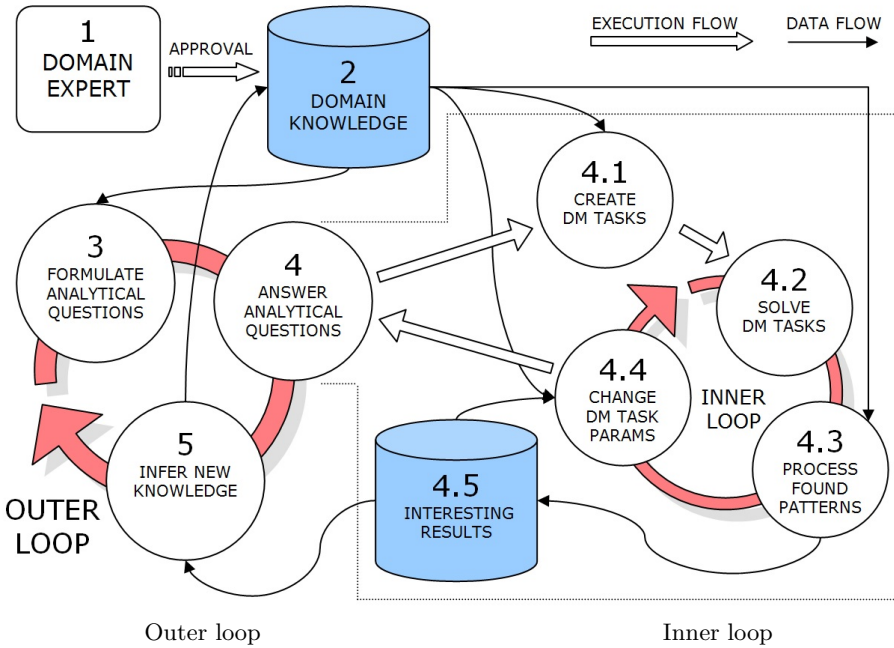 1
DOMAIN
EXPERT
APPROVAL
2
DOMAIN
KNOWLEDGE
EXECUTION FLOW
DATA FLOW
3
FORMULATE
ANALYTICAL
QUESTIONS
4
ANSWER
ANALYTICAL
QUESTIONS
5
INFER NEW
KNOWLEDGE
OUTER
LOOP
4.1
CREATE
DM TASKS
4.2
SOLVE
DM TASKS
4.3
PROCESS
FOUND
PATTERNS
4.4
CHANGE
DM TASK
PARAMS
INNER
LOOP
4.5
INTERESTING
RESULTS
Outer loop
Inner loop